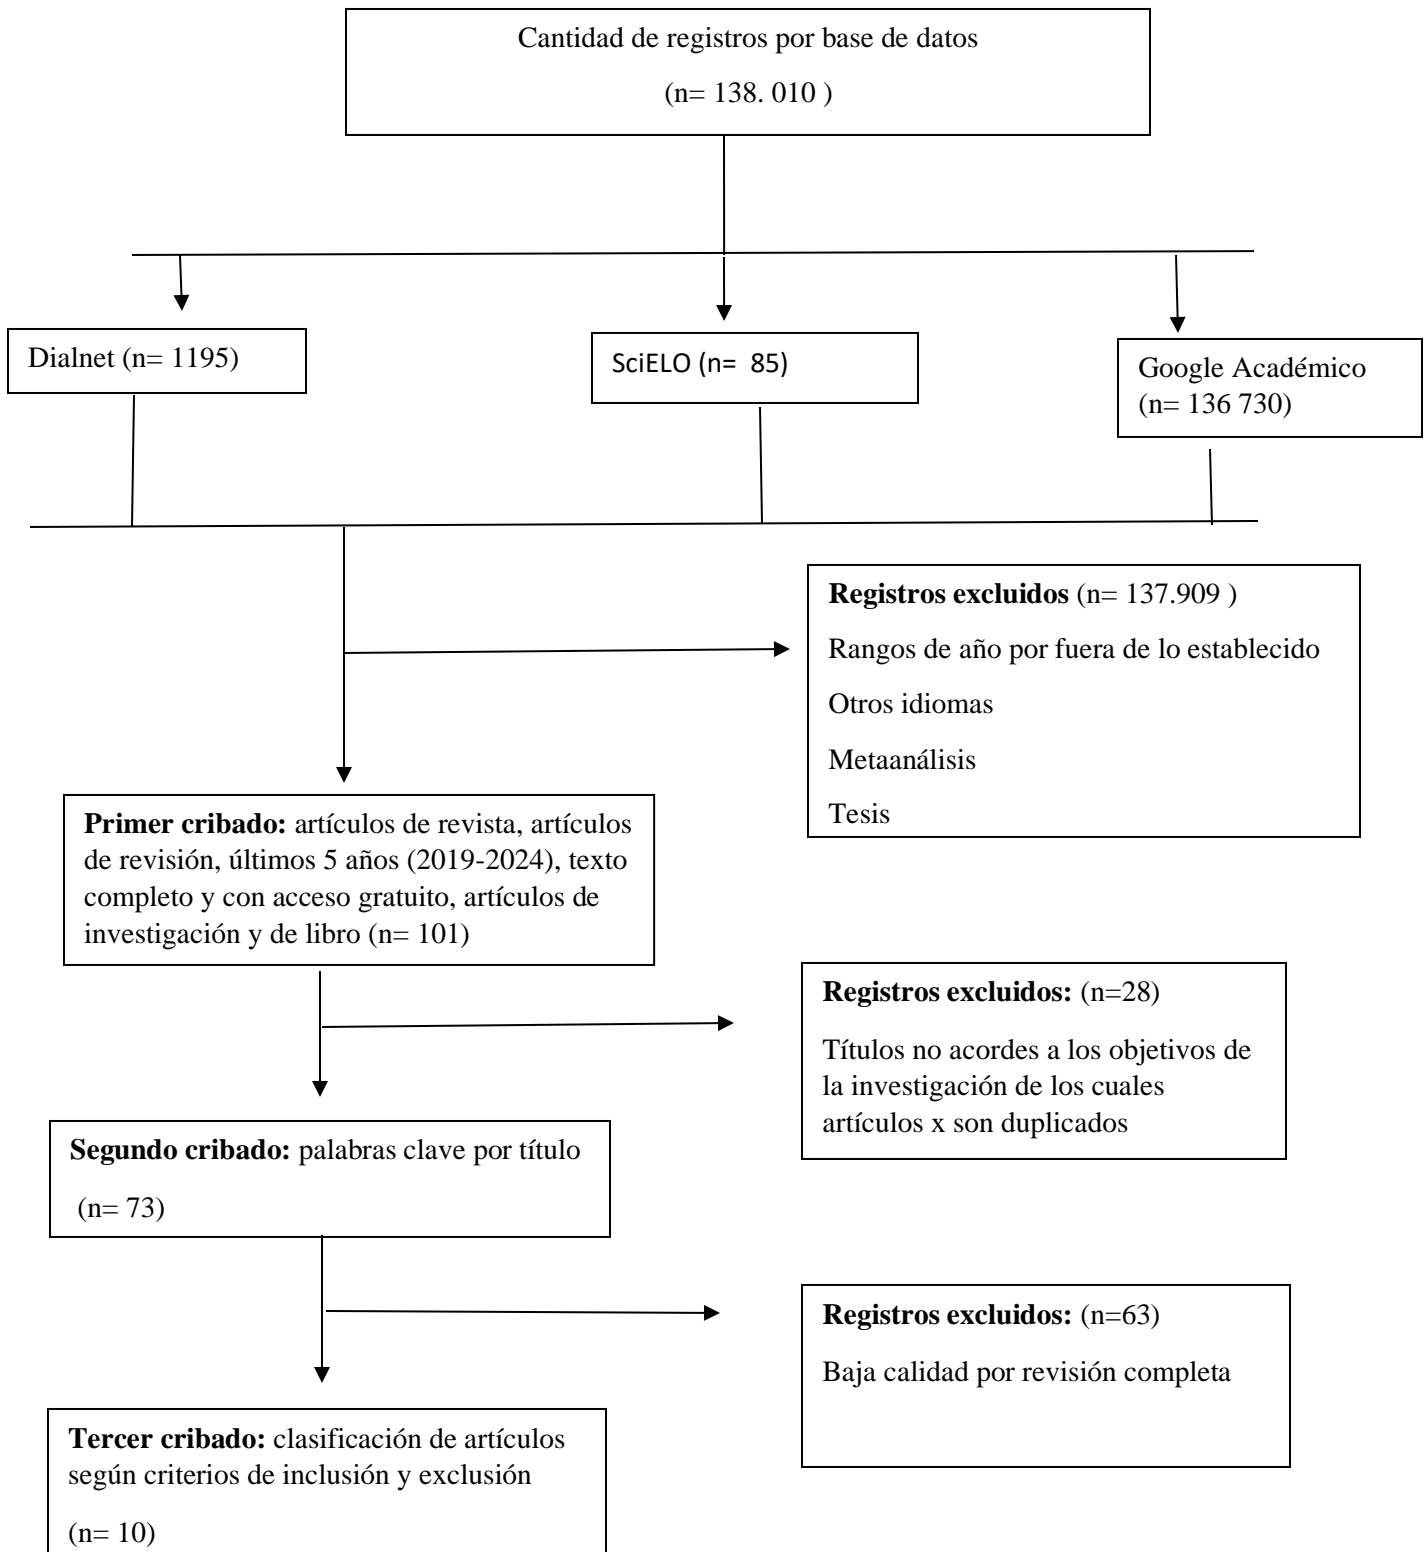 Cantidad de registros por base de datos
(n= 138. 010 )
Dialnet (n= 1195)
SciELO (n=  85)
Google Académico
(n= 136 730)
Registros excluidos (n= 137.909 )
Rangos de año por fuera de lo establecido
Otros idiomas
Metaanálisis
Tesis
Primer cribado: artículos de revista, artículos
de revisión, últimos 5 años (2019-2024), texto
completo y con acceso gratuito, artículos de
investigación y de libro (n= 101)
Registros excluidos: (n=28)
Títulos no acordes a los objetivos de
la investigación de los cuales
artículos x son duplicados
Segundo cribado: palabras clave por título
(n= 73)
Registros excluidos: (n=63)
Baja calidad por revisión completa
Tercer cribado: clasificación de artículos
según criterios de inclusión y exclusión
(n= 10)